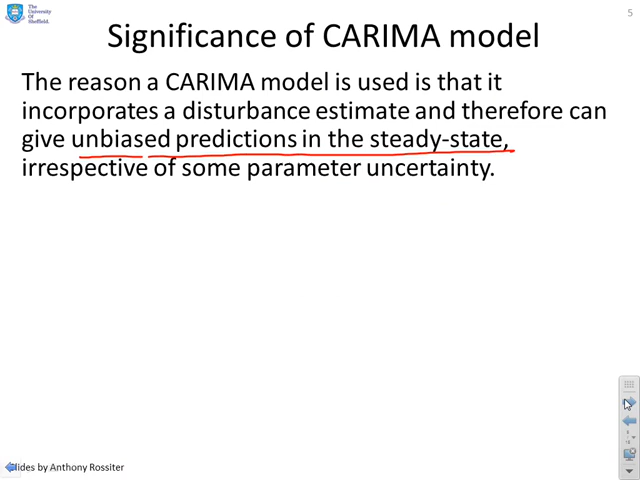 The
University
Of
Sheffield.
5
Significance of CARIMA model
The reason a CARIMA model is used is that it
incorporates a disturbance estimate and therefore can
give unbiased predictions in the steady-state,
irrespective of some parameter uncertainty.
lides by Anthony Rossiter